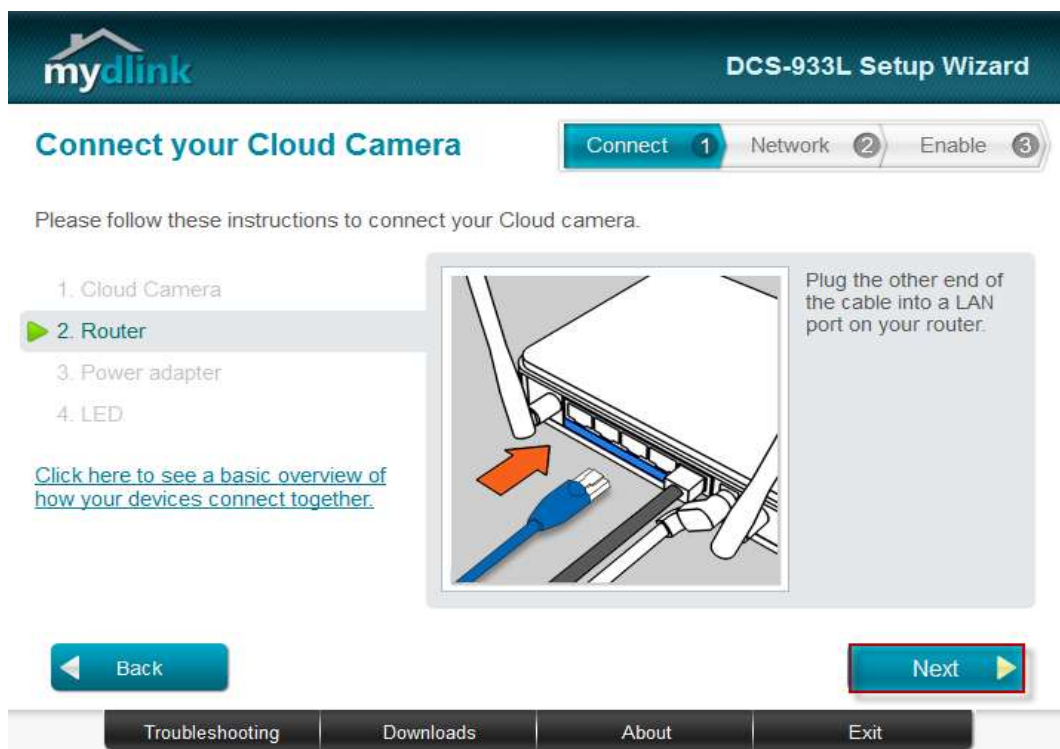 mydlink
DCS-933L Setup Wizard
Connect your Cloud Camera
Connect 1
Network 2
Enable 3
Please follow these instructions to connect your Cloud camera.
1. Cloud Camera
2. Router
3. Power adapter
4. LED
Click here to see a basic overview of
how your devices connect together.
Plug the other end of
the cable into a LAN
port on your router.
Back
Next
Troubleshooting
Downloads
About
Exit